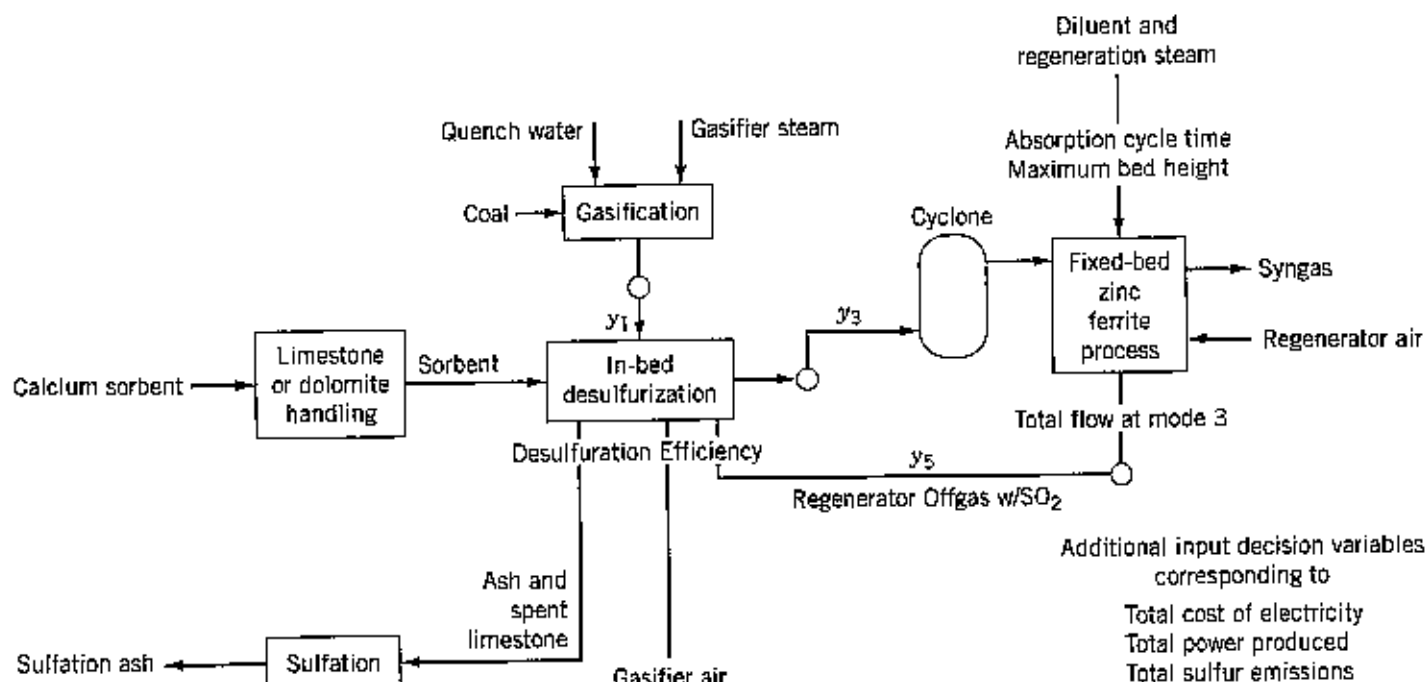 Diluent and
regeneration steam
Quench water
Gasifier steam
Absorption cycle time
Maximum bed height
Coal
Gasification
Cyclone
Fixed-bed
zinc
ferrite
process
Syngas
Regenerator air
y1
y3
Calcium sorbent
Limestone
or dolomite
handling
Sorbent
In-bed
desulfurization
Total flow at mode 3
Desulfuration Efficiency
y5
Regenerator Offgas w/SO2
Ash and
spent
limestone
Additional input decision variables
corresponding to
Total cost of electricity
Total power produced
Total sulfur emissions
Sulfation ash
Sulfation
Gasifier air